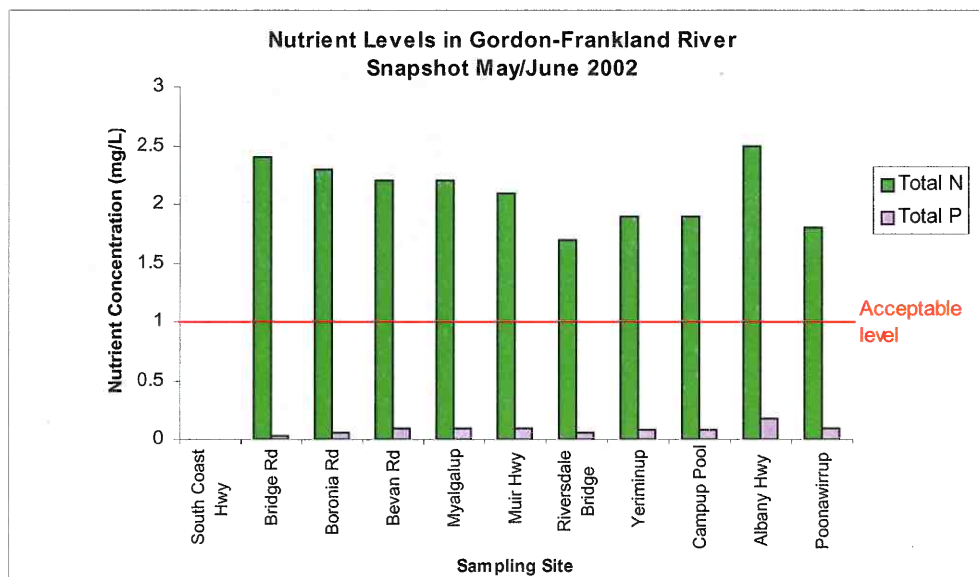 Nutrient Levels in Gordon-Frankland River
Snapshot May/June 2002
Nutrient Concentration (mg/L)
3
2.5
2
1.5
1
0.5
0
Total N
Total P
Acceptable
level
South Coast
Hwy
Bridge Rd
Boronia Rd
Bevan Rd
Myalgalup
Muir Hwy
Riversdale
Bridge
Yeriminup
Campup Pool
Albany Hwy
Poonawirrup
Sampling Site